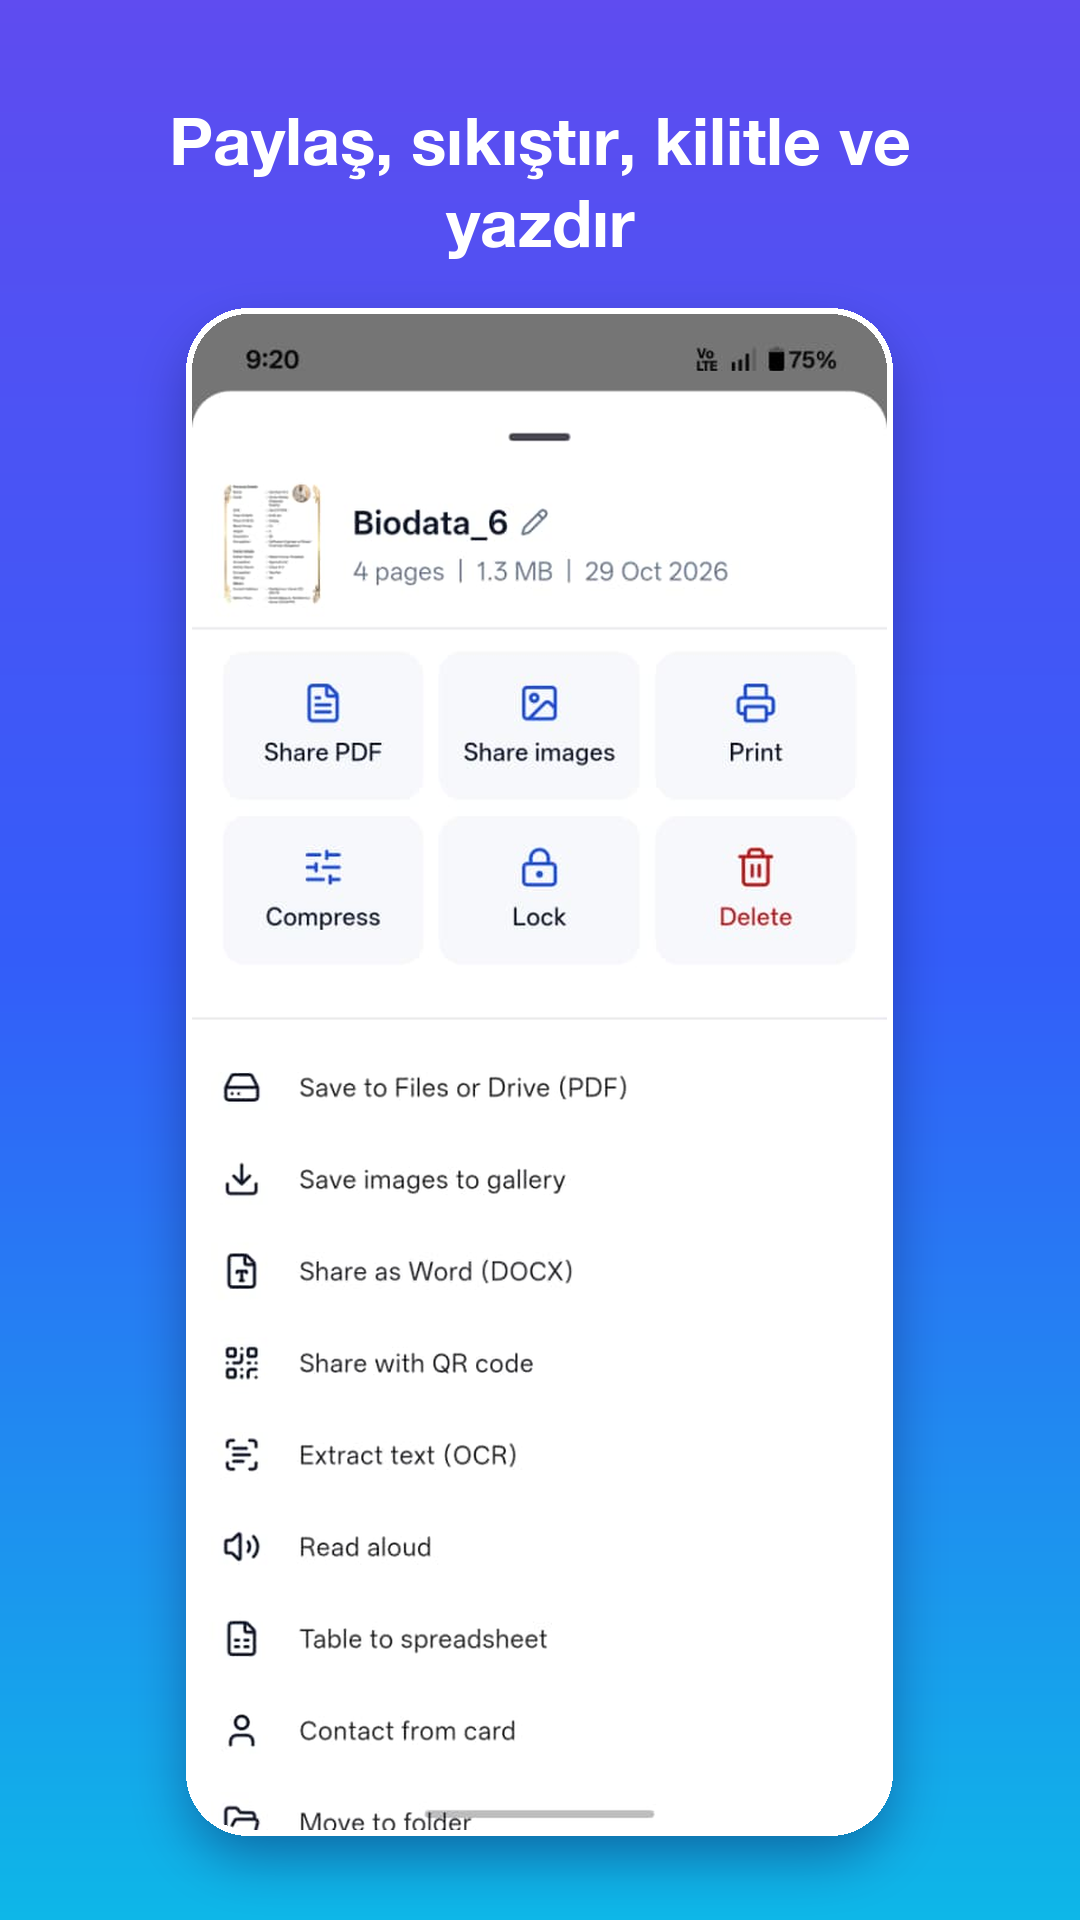 Paylaş, sıkıştır, kilitle ve
yazdır
9:20
Vo
LTE
75%
Biodata_6
4 pages | 1.3 MB | 29 Oct 2026
Share PDF
Share images
Print
Compress
Lock
Delete
Save to Files or Drive (PDF)
Save images to gallery
Share as Word (DOCX)
Share with QR code
Extract text (OCR)
Read aloud
Table to spreadsheet
Contact from card
Move to folder